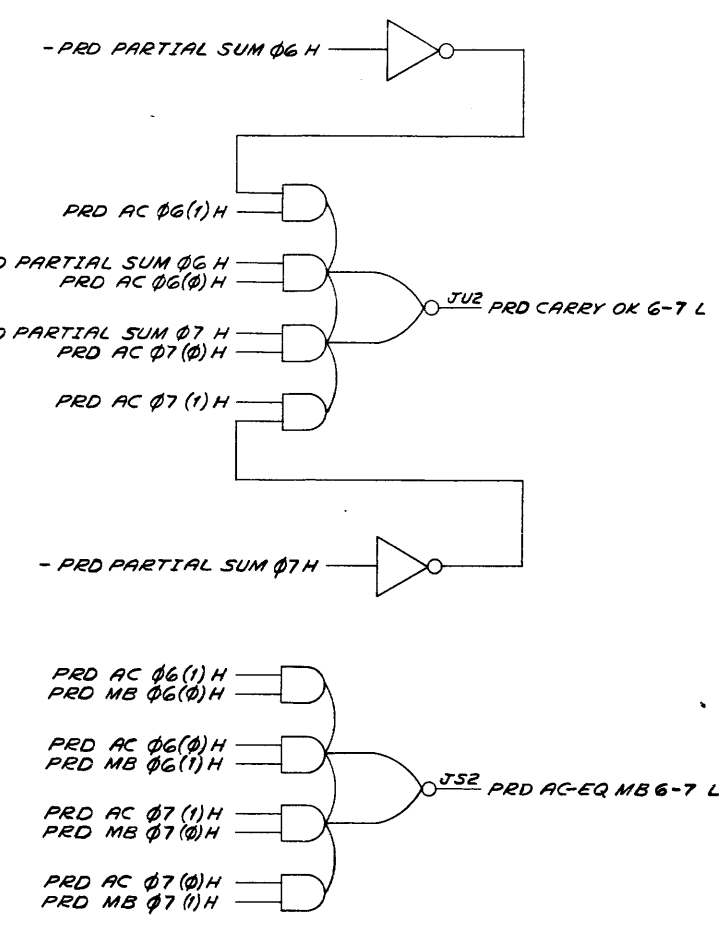 - PRD PARTIAL SUM Ø6 H
PRD AC Ø6(1) H
D PARTIAL SUM Ø6 H
PRD AC Ø6(Ø) H
JU2 PRD CARRY OK 6-7 L
D PARTIAL SUM Ø7 H
PRD AC Ø7(Ø) H
PRD AC Ø7 (1) H
- PRD PARTIAL SUM Ø7 H
PRD AC Ø6(1) H
PRD MB Ø6(Ø) H
PRD AC Ø6(Ø) H
PRD MB Ø6(1) H
JS2 PRD AC-EQ MB 6-7 L
PRD AC Ø7 (1) H
PRD MB Ø7 (Ø) H
PRD AC Ø7 (Ø) H
PRD MB Ø7 (1) H